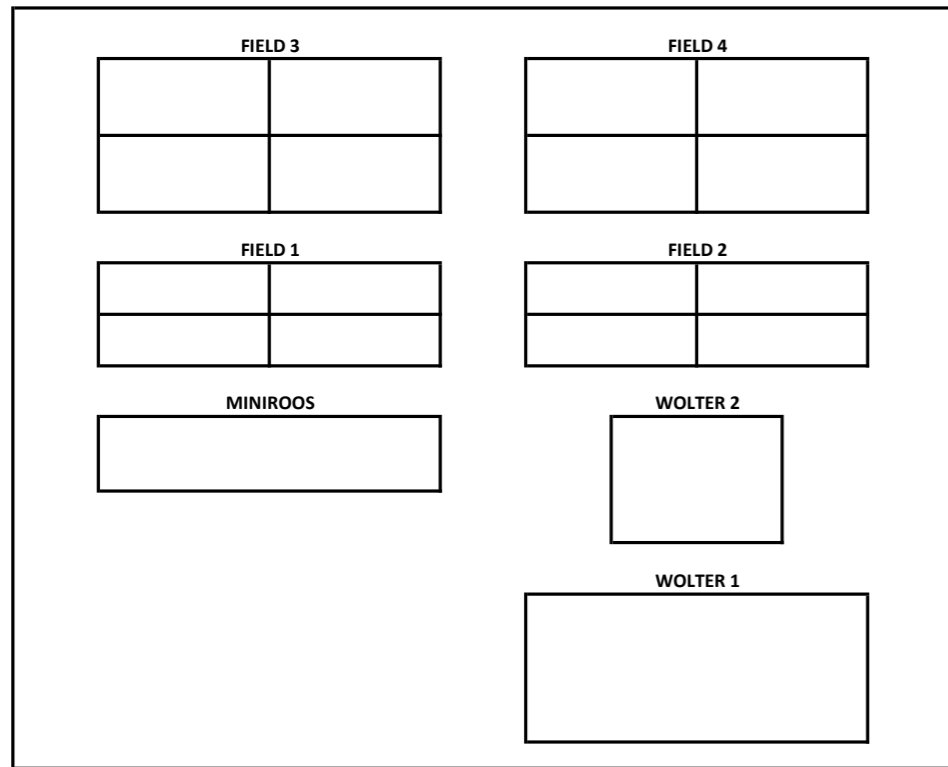 FIELD 3
FIELD 4
FIELD 1
FIELD 2
MINIROOS
WOLTER 2
WOLTER 1